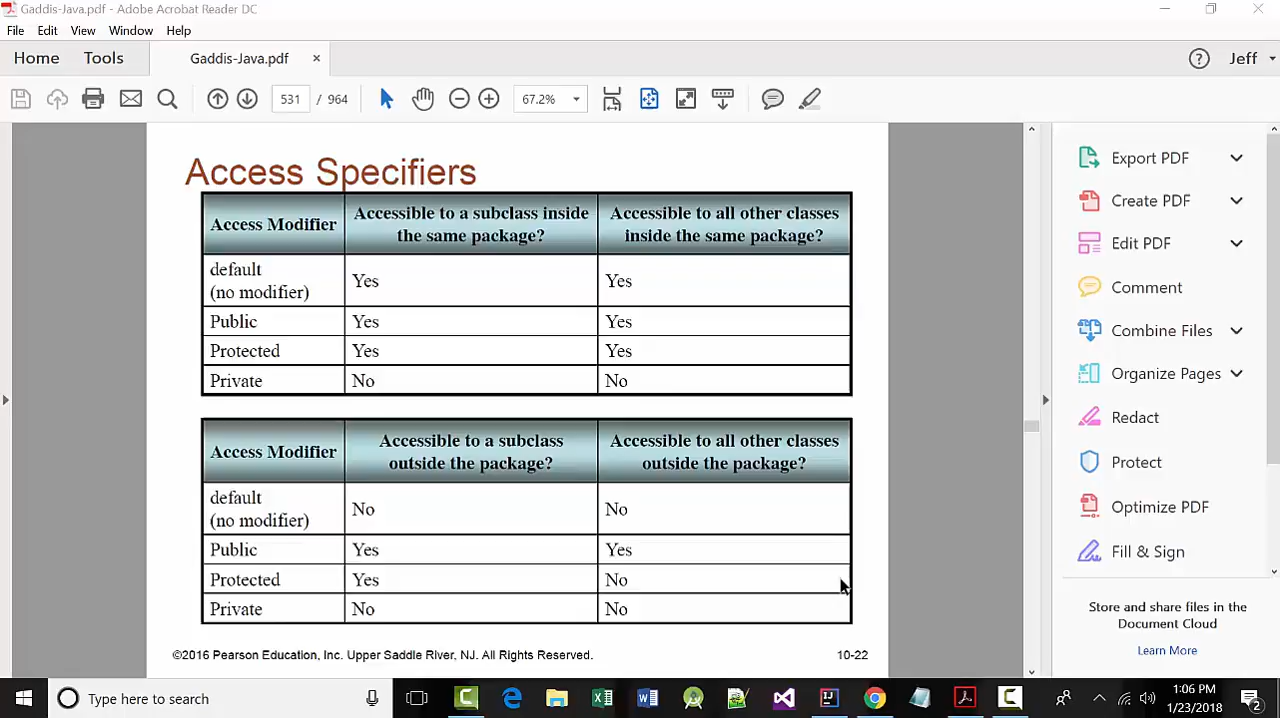 Gaddis-Java.pdf - Adobe Acrobat Reader DC
File Edit View Window Help
Home Tools Gaddis-Java.pdf × ? Jeff
531 / 964 67.2%
Access Specifiers
Access Modifier
Accessible to a subclass inside
the same package?
Accessible to all other classes
inside the same package?
default
(no modifier)
Yes
Yes
Public Yes Yes
Protected Yes Yes
Private No No
Access Modifier
Accessible to a subclass
outside the package?
Accessible to all other classes
outside the package?
default
(no modifier)
No
No
Public Yes Yes
Protected Yes No
Private No No
©2016 Pearson Education, Inc. Upper Saddle River, NJ. All Rights Reserved. 10-22
Export PDF
Create PDF
Edit PDF
Comment
Combine Files
Organize Pages
Redact
Protect
Optimize PDF
Fill & Sign
Store and share files in the
Document Cloud
Learn More
Type here to search
1:06 PM
1/23/2018
2